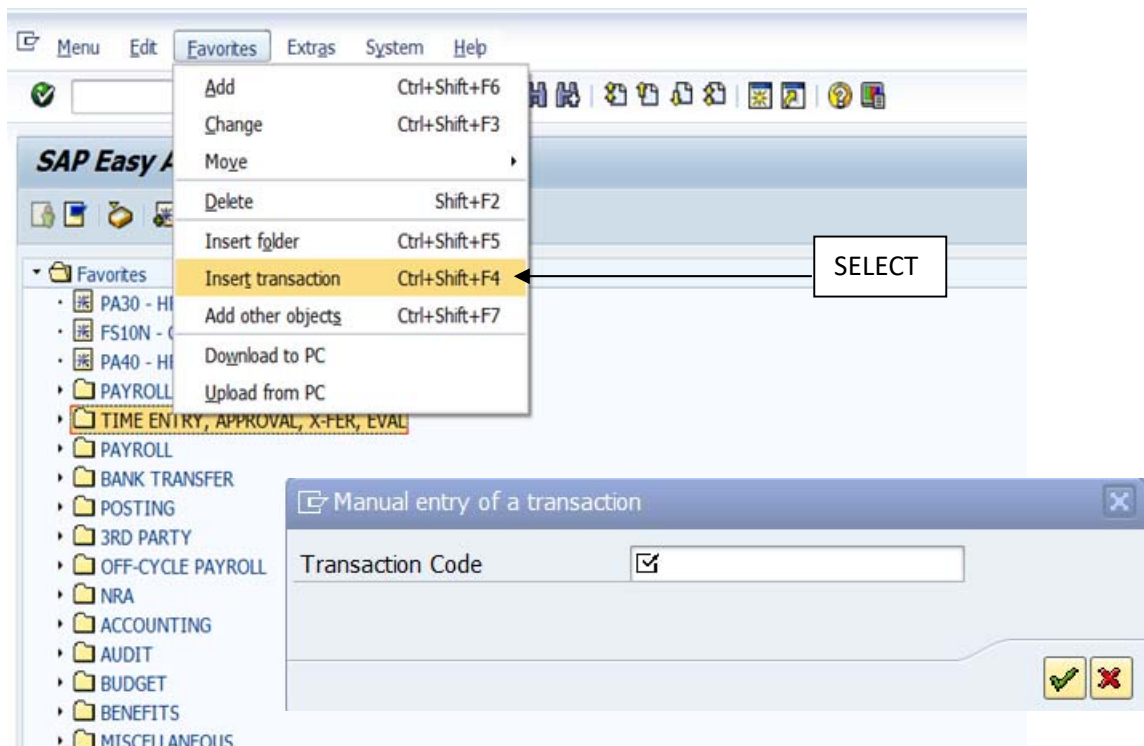 Menu Edit Favorites Extras System Help
Add Ctrl+Shift+F6
Change Ctrl+Shift+F3
Move
Delete Shift+F2
Insert folder Ctrl+Shift+F5
Insert transaction Ctrl+Shift+F4
Add other objects Ctrl+Shift+F7
Download to PC
Upload from PC
SELECT
SAP Easy
Favorites
PA30 -
FS10N -
PA40 -
PAYROLL
TIME ENTRY, APPROVAL, X-FER, EVAL
PAYROLL
BANK TRANSFER
POSTING
3RD PARTY
OFF-CYCLE PAYROLL
NRA
ACCOUNTING
AUDIT
BUDGET
BENEFITS
MISCELLANEOUS
Manual entry of a transaction
Transaction Code